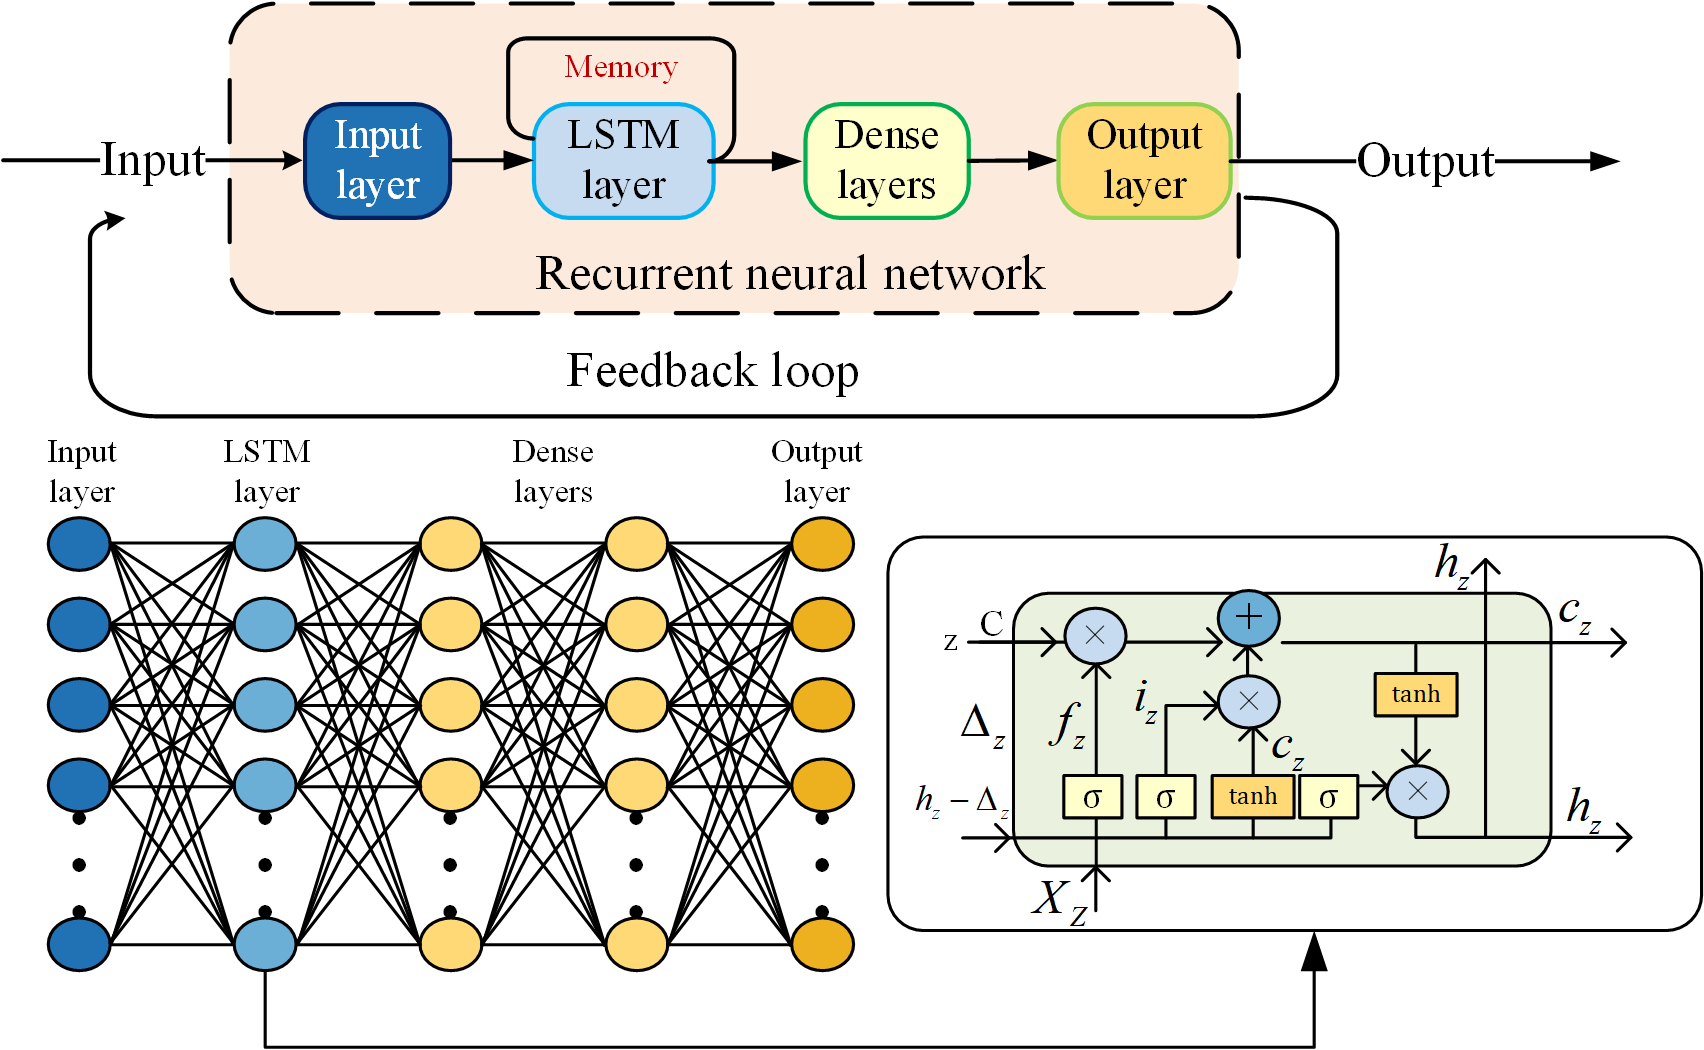 Memory
Input
Input
layer
LSTM
layer
Dense
layers
Output
layer
Output
Recurrent neural network
Feedback loop
Input
layer
LSTM
layer
Dense
layers
Output
layer
h_z
c_z
z C
×
+
tanh
i_z
×
Δ_z
f_z
c_z
h_z − Δ_z
σ
σ
tanh
σ
×
h_z
X_Z